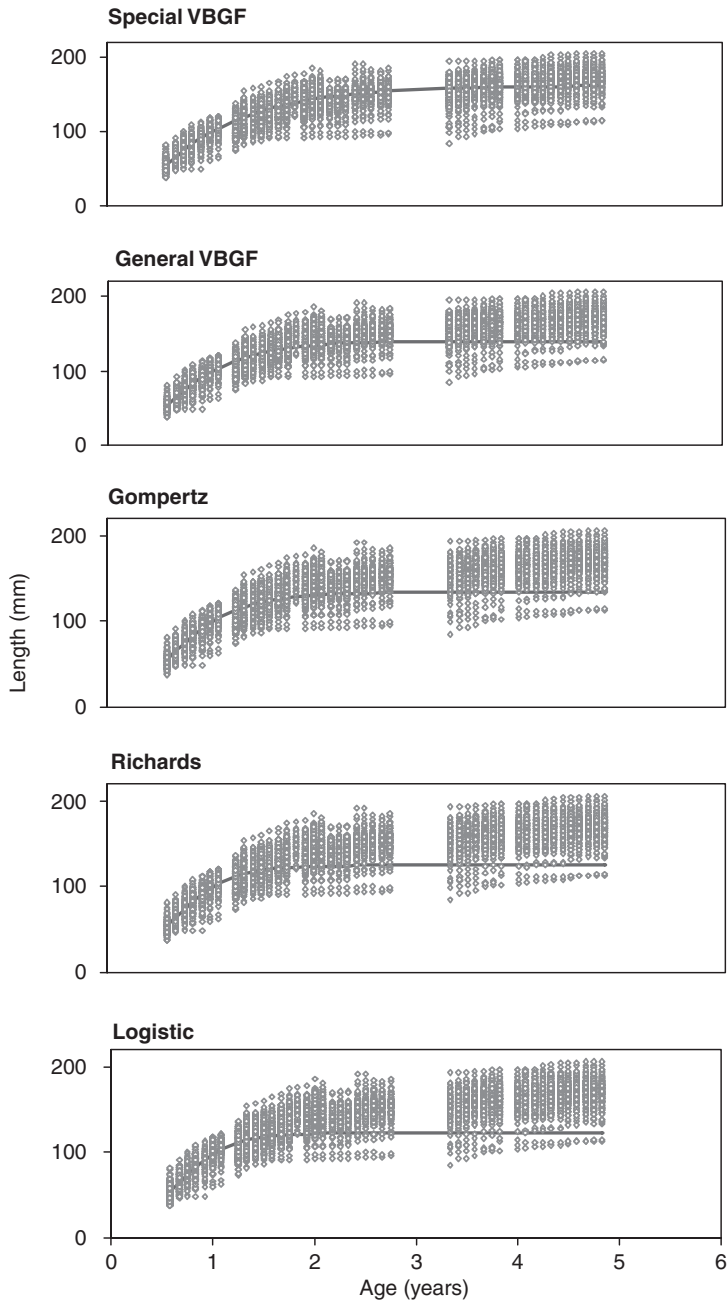 Special VBGF
200
100
0
General VBGF
200
100
0
Gompertz
200
100
0
Length (mm)
Richards
200
100
0
Logistic
200
100
0
0 1 2 3 4 5 6
Age (years)